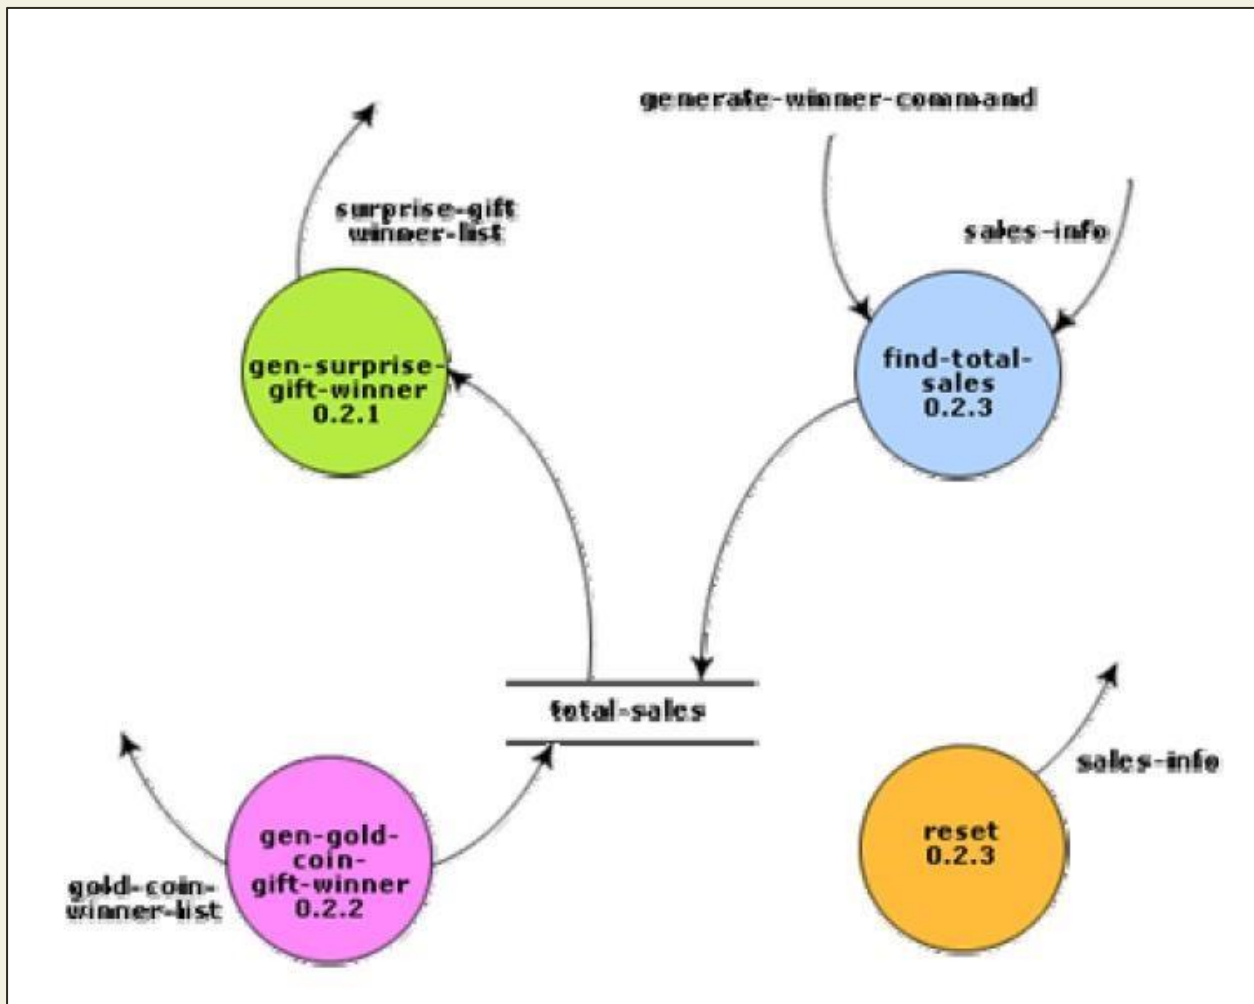 generate-winner-command
surprise-gift
winner-list
sales-info
gen-surprise-
gift-winner
0.2.1
find-total-
sales
0.2.3
total-sales
sales-info
gen-gold-
coin-
gift-winner
0.2.2
gold-coin-
winner-list
reset
0.2.3